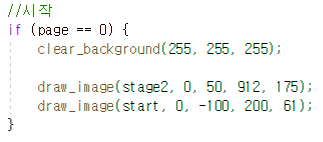 //시작
if (page == 0) {
clear_background(255, 255, 255);
draw_image(stage2, 0, 50, 912, 175);
draw_image(start, 0, -100, 200, 61);
}